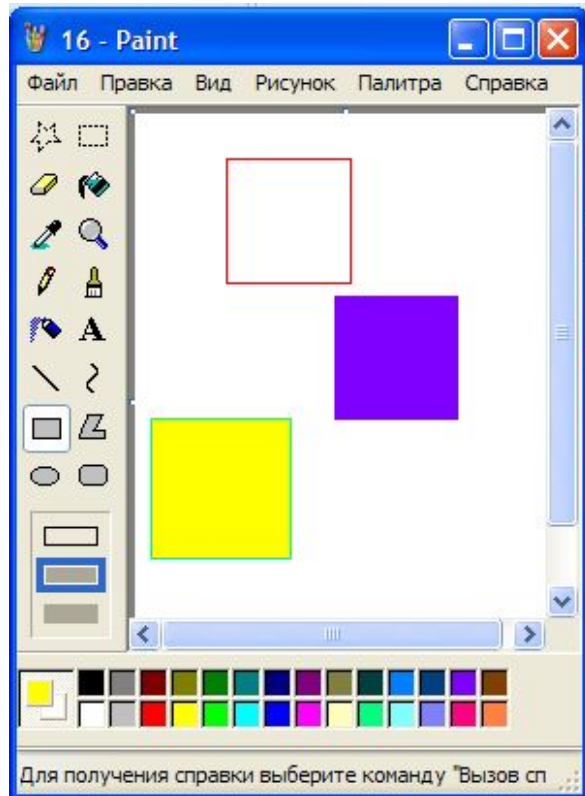 16 - Paint
Файл Правка Вид Рисунок Палитра Справка
A
Для получения справки выберите команду "Вызов сп